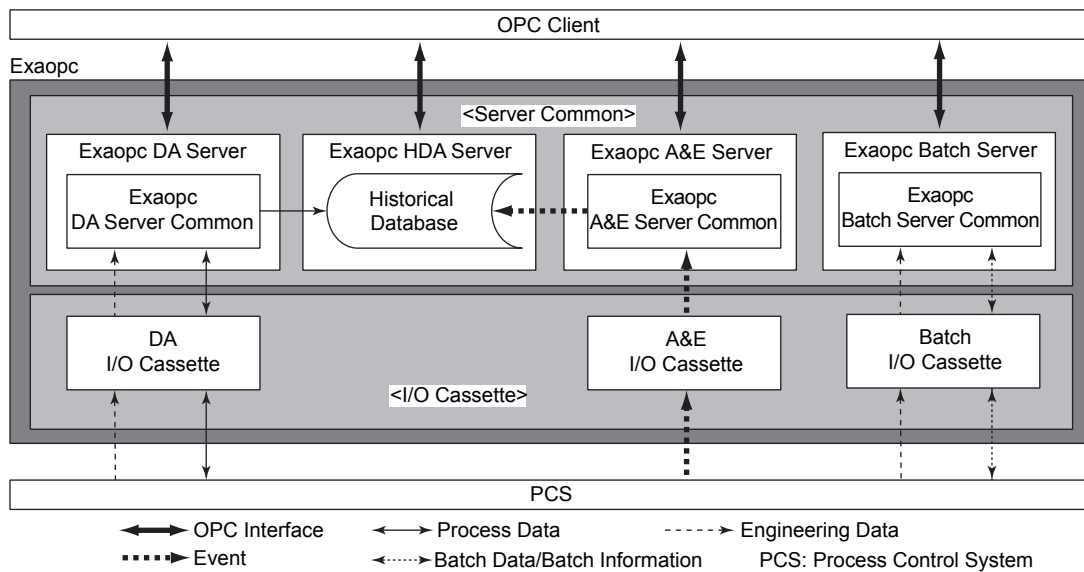 OPC Client
Exaopc
<Server Common>
Exaopc DA Server
Exaopc HDA Server
Exaopc A&E Server
Exaopc Batch Server
Exaopc
DA Server Common
Historical
Database
Exaopc
A&E Server Common
Exaopc
Batch Server Common
DA
I/O Cassette
A&E
I/O Cassette
Batch
I/O Cassette
<I/O Cassette>
PCS
OPC Interface
Process Data
Engineering Data
Event
Batch Data/Batch Information
PCS: Process Control System